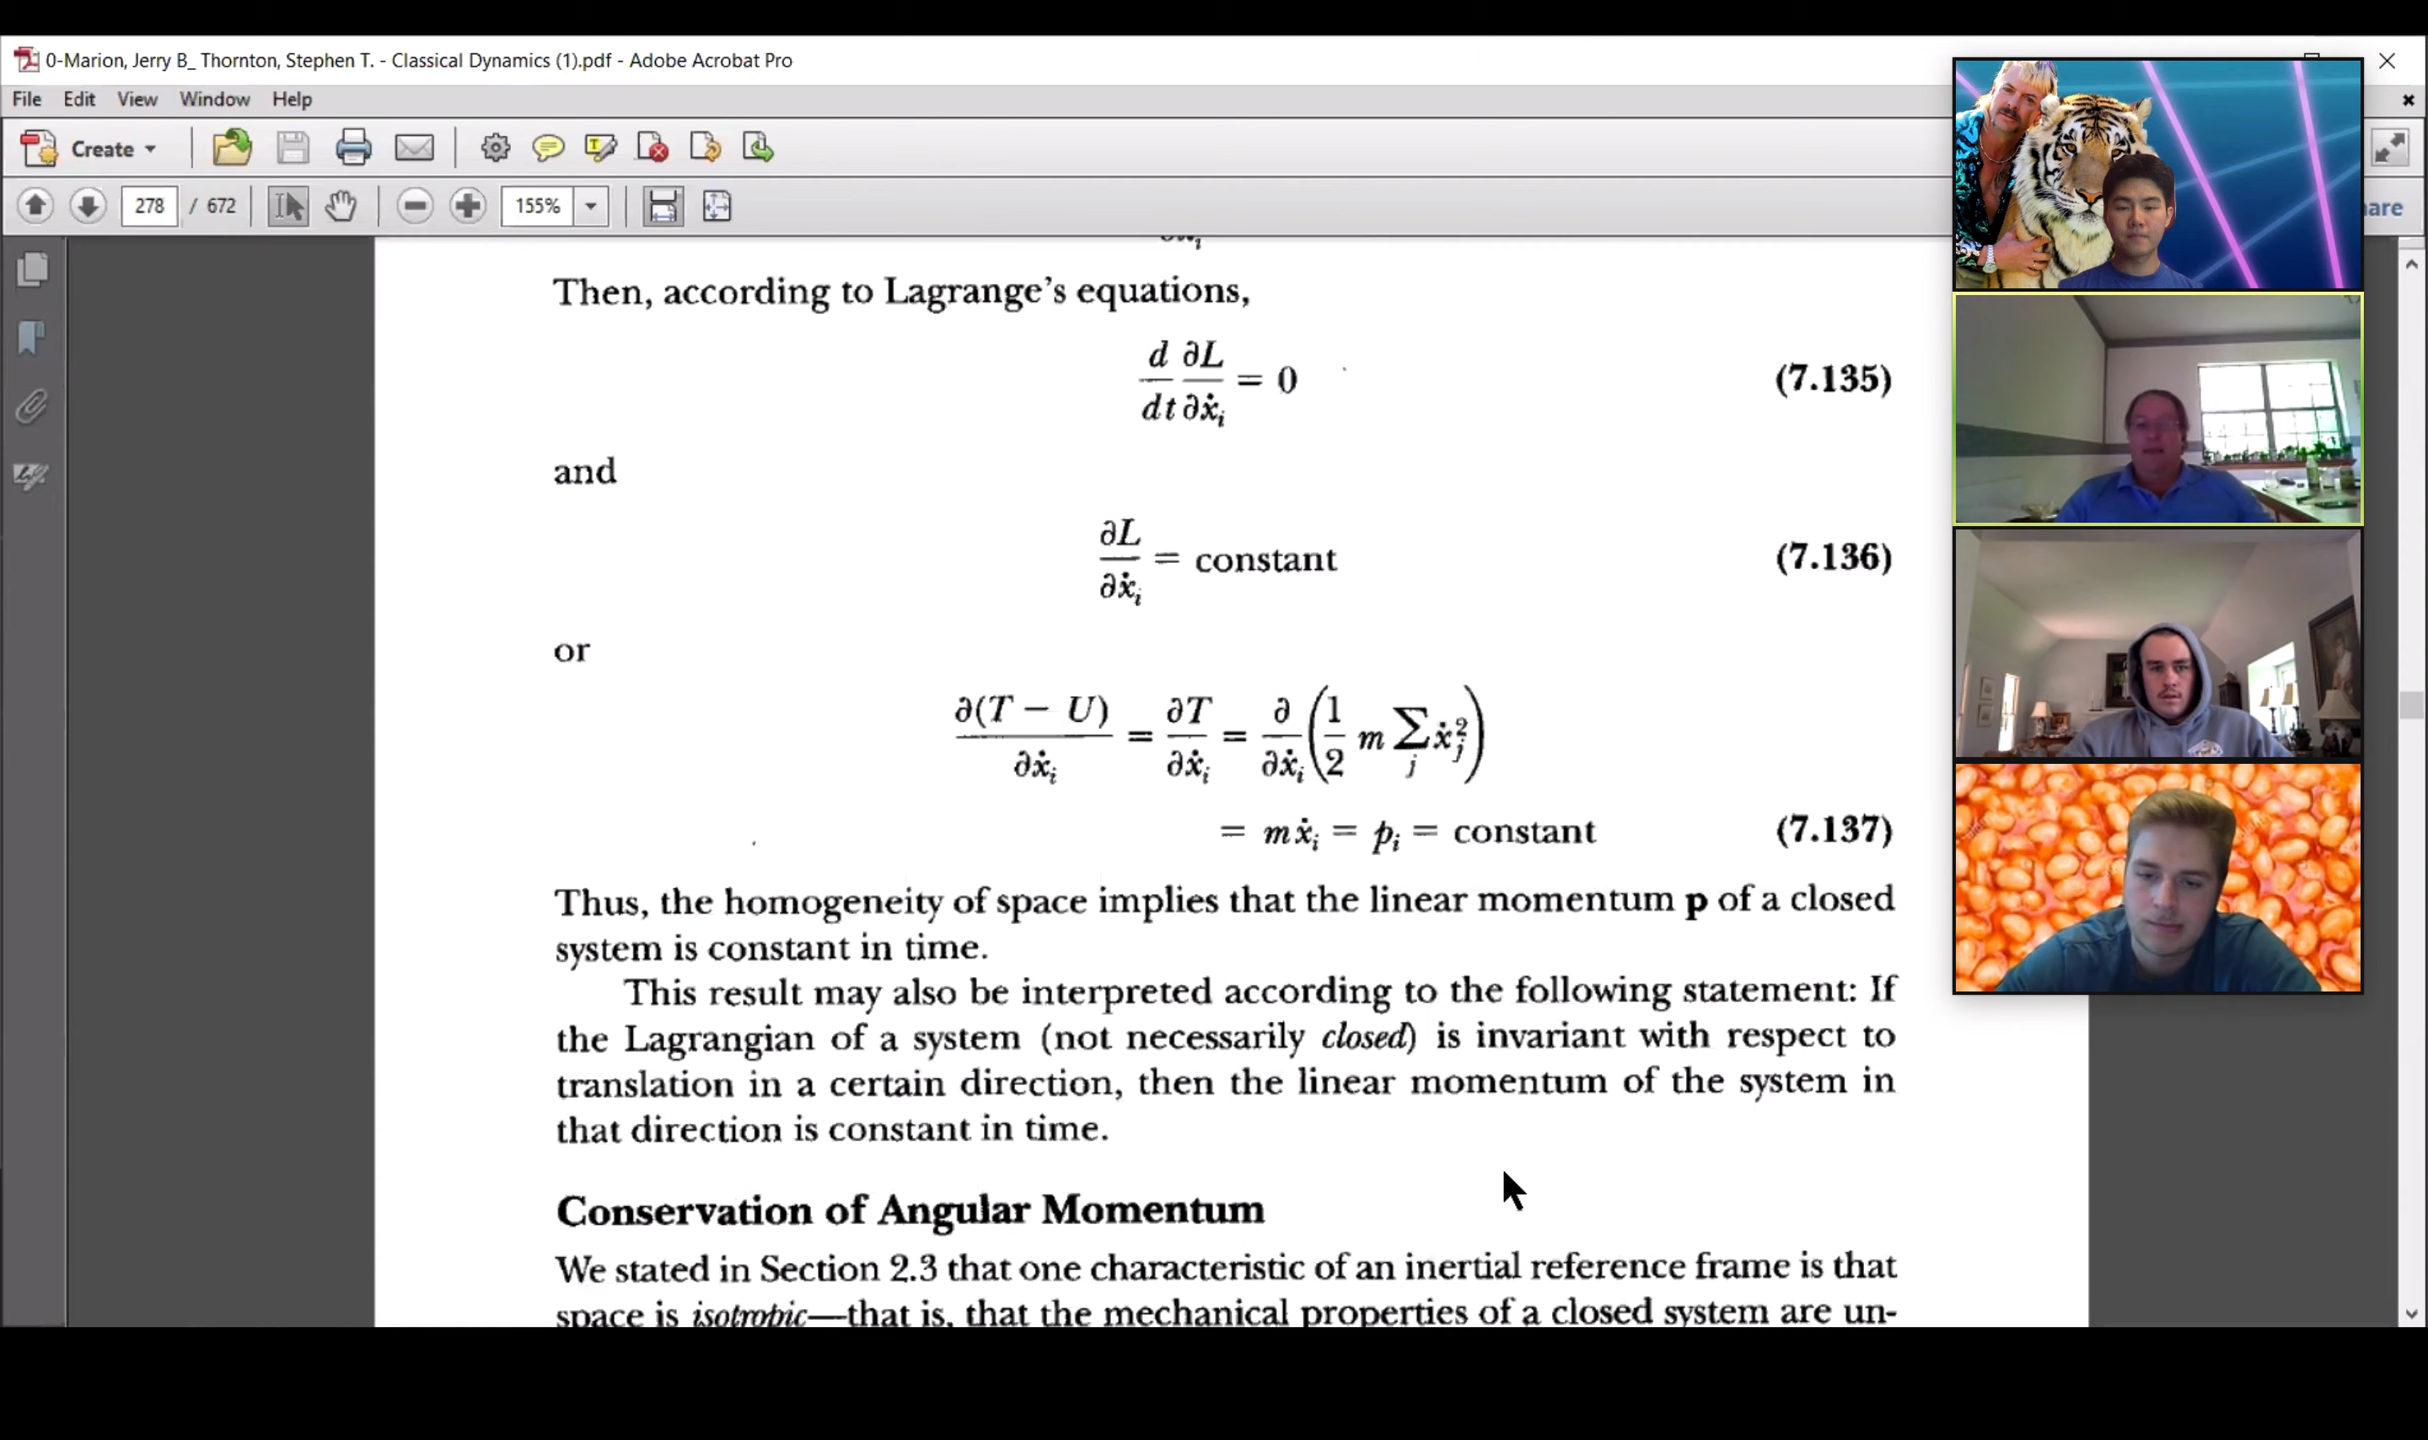 0-Marion, Jerry B_ Thornton, Stephen T. - Classical Dynamics (1).pdf - Adobe Acrobat Pro
File Edit View Window Help
Create
278 / 672 155%
are
Then, according to Lagrange's equations,
d/dt ∂L/∂ẋᵢ = 0 (7.135)
and
∂L/∂ẋᵢ = constant (7.136)
or
∂(T − U)/∂ẋᵢ = ∂T/∂ẋᵢ = ∂/∂ẋᵢ (1/2 m ∑ⱼ ẋⱼ²)
= mẋᵢ = pᵢ = constant (7.137)
Thus, the homogeneity of space implies that the linear momentum p of a closed
system is constant in time.
This result may also be interpreted according to the following statement: If
the Lagrangian of a system (not necessarily closed) is invariant with respect to
translation in a certain direction, then the linear momentum of the system in
that direction is constant in time.
Conservation of Angular Momentum
We stated in Section 2.3 that one characteristic of an inertial reference frame is that
space is isotropic—that is, that the mechanical properties of a closed system are un-